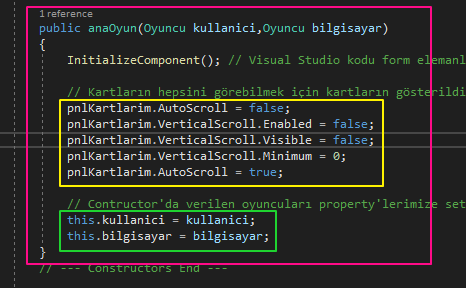 1 reference
public anaOyun(Oyuncu kullanici,Oyuncu bilgisayar)
{
InitializeComponent(); // Visual Studio kodu form elemanl
// Kartların hepsini görebilmek için kartların gösterildi
pnlKartlarim.AutoScroll = false;
pnlKartlarim.VerticalScroll.Enabled = false;
pnlKartlarim.VerticalScroll.Visible = false;
pnlKartlarim.VerticalScroll.Minimum = 0;
pnlKartlarim.AutoScroll = true;
// Contructor'da verilen oyuncuları property'lerimize set
this.kullanici = kullanici;
this.bilgisayar = bilgisayar;
}
// --- Constructors End ---